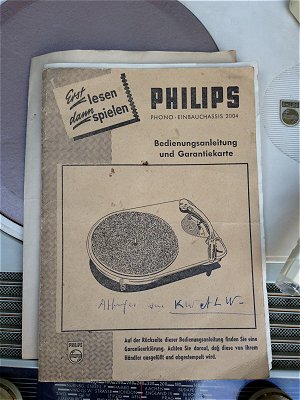 Erst lesen
dann spielen
PHILIPS
PHONO-EINBAUCHASSIS 2004
Bedienungsanleitung
und Garantiekarte
Auf der Rückseite dieser Bedienungsanleitung finden Sie eine
Garantieerklärung. Achten Sie darauf, daß diese von Ihrem
Händler ausgefüllt und abgestempelt wird.
PHILIPS